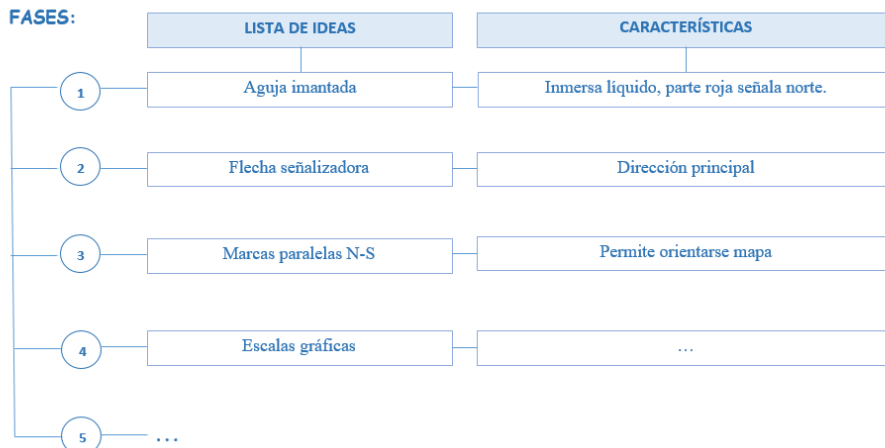 FASES:
LISTA DE IDEAS
CARACTERÍSTICAS
1
Aguja imantada
Inmersa líquido, parte roja señala norte.
2
Flecha señalizadora
Dirección principal
3
Marcas paralelas N-S
Permite orientarse mapa
4
Escalas gráficas
…
5
...